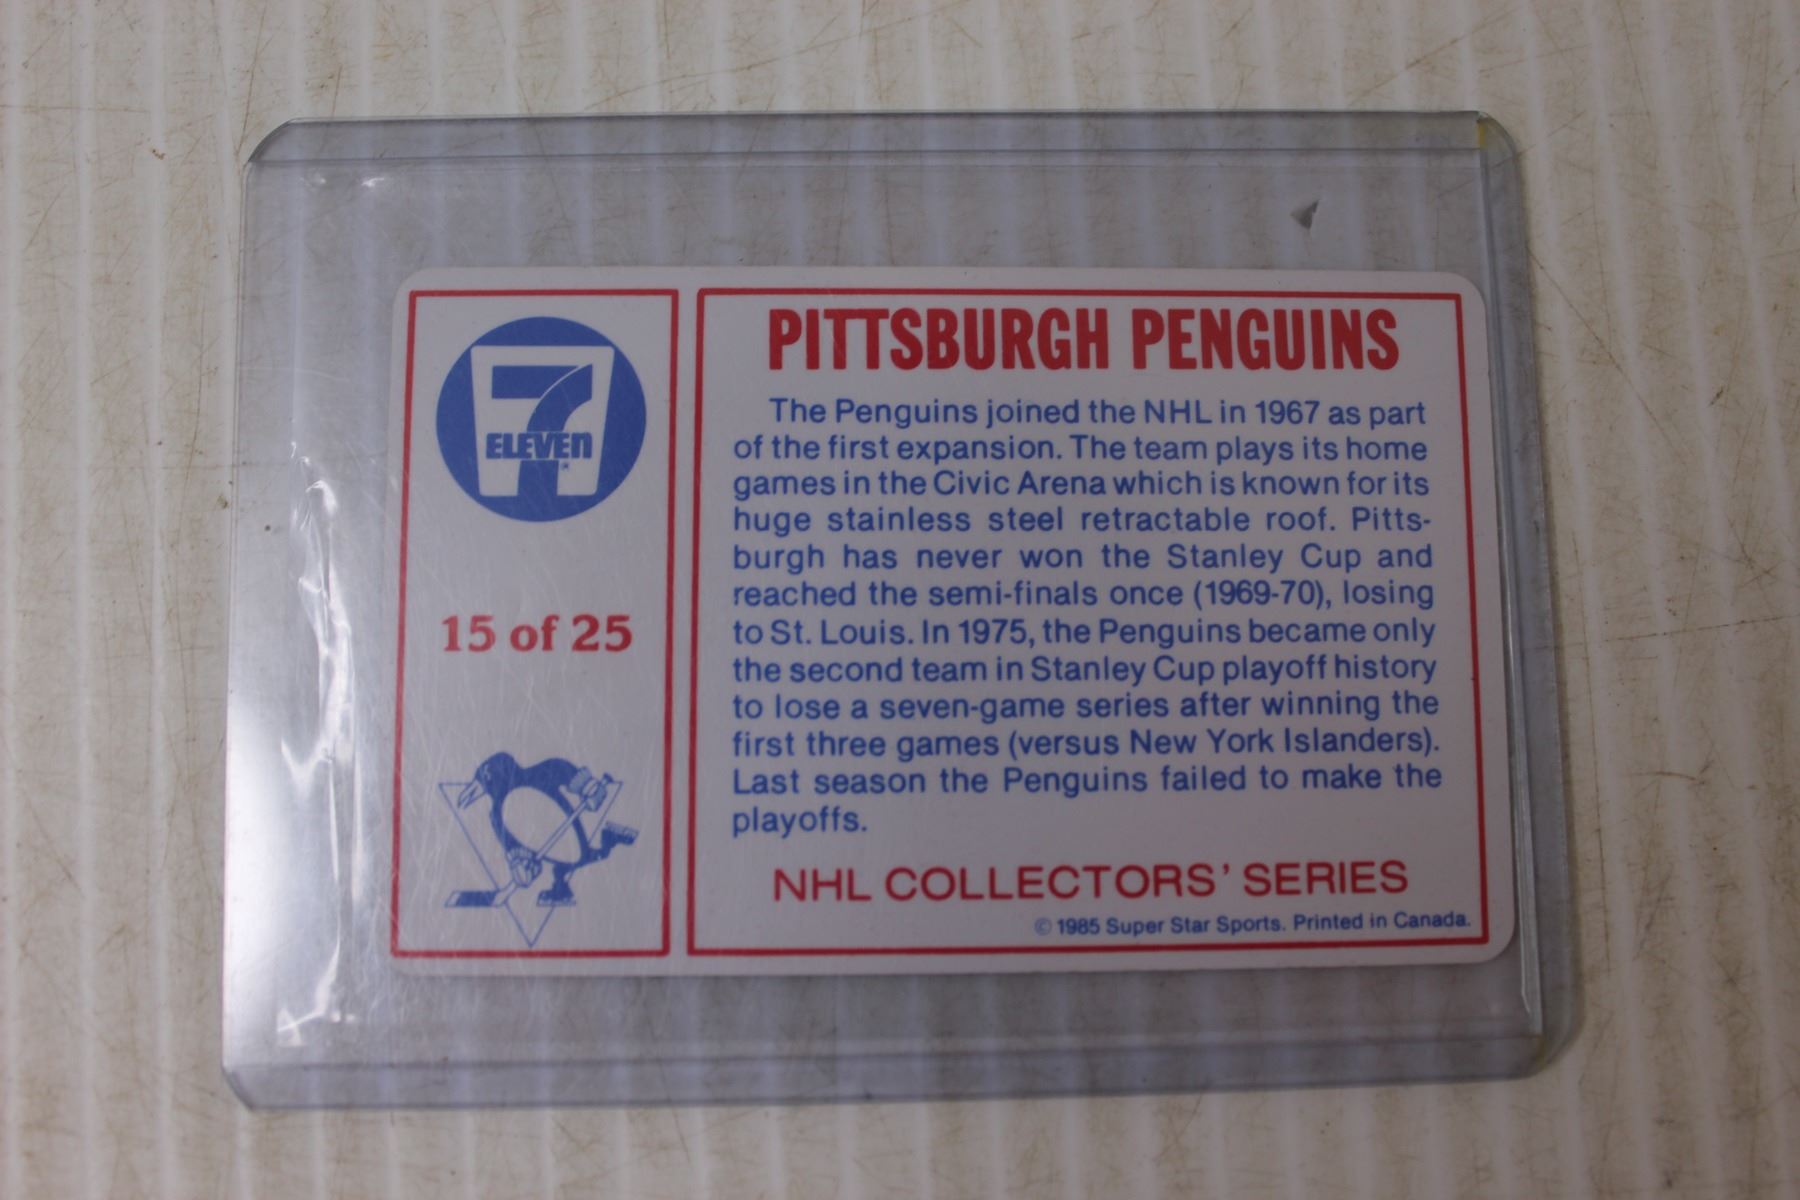 7
ELEVEN
®
15 of 25
PITTSBURGH PENGUINS
The Penguins joined the NHL in 1967 as part
of the first expansion. The team plays its home
games in the Civic Arena which is known for its
huge stainless steel retractable roof. Pitts-
burgh has never won the Stanley Cup and
reached the semi-finals once (1969-70), losing
to St. Louis. In 1975, the Penguins became only
the second team in Stanley Cup playoff history
to lose a seven-game series after winning the
first three games (versus New York Islanders).
Last season the Penguins failed to make the
playoffs.
NHL COLLECTORS' SERIES
© 1985 Super Star Sports. Printed in Canada.